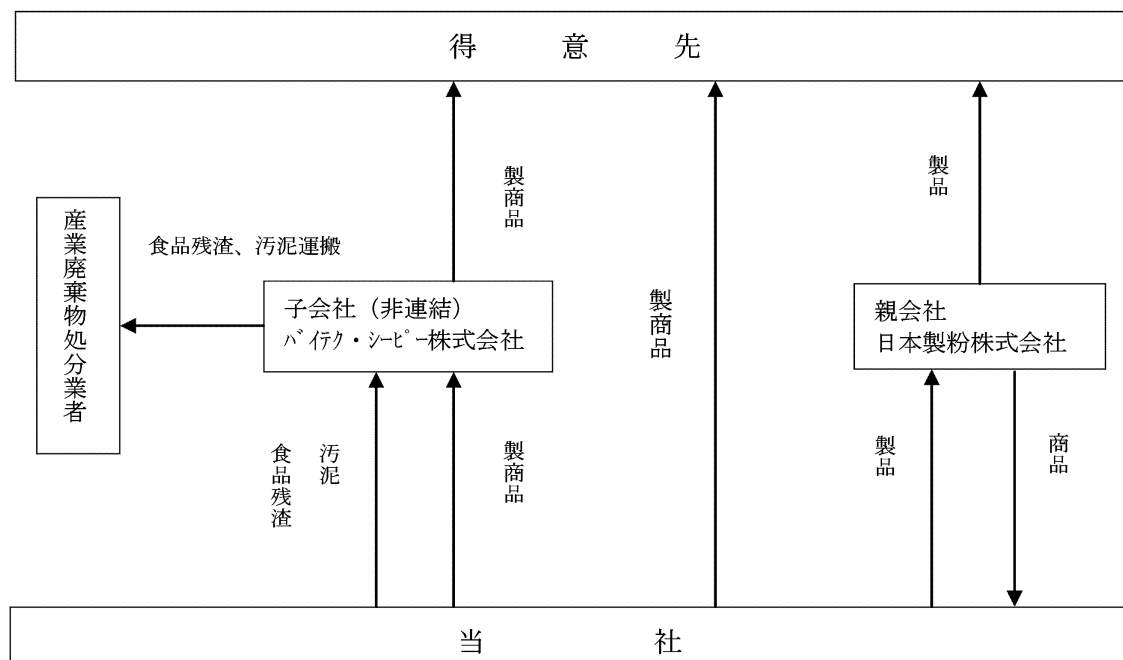 得意先
製商品
製品
産業廃棄物処分業者
食品残渣、汚泥運搬
子会社（非連結）
ﾊﾞｲﾃｸ・ｼｰﾋﾟｰ株式会社
製商品
親会社
日本製粉株式会社
汚泥
食品残渣
製商品
製品
商品
当社